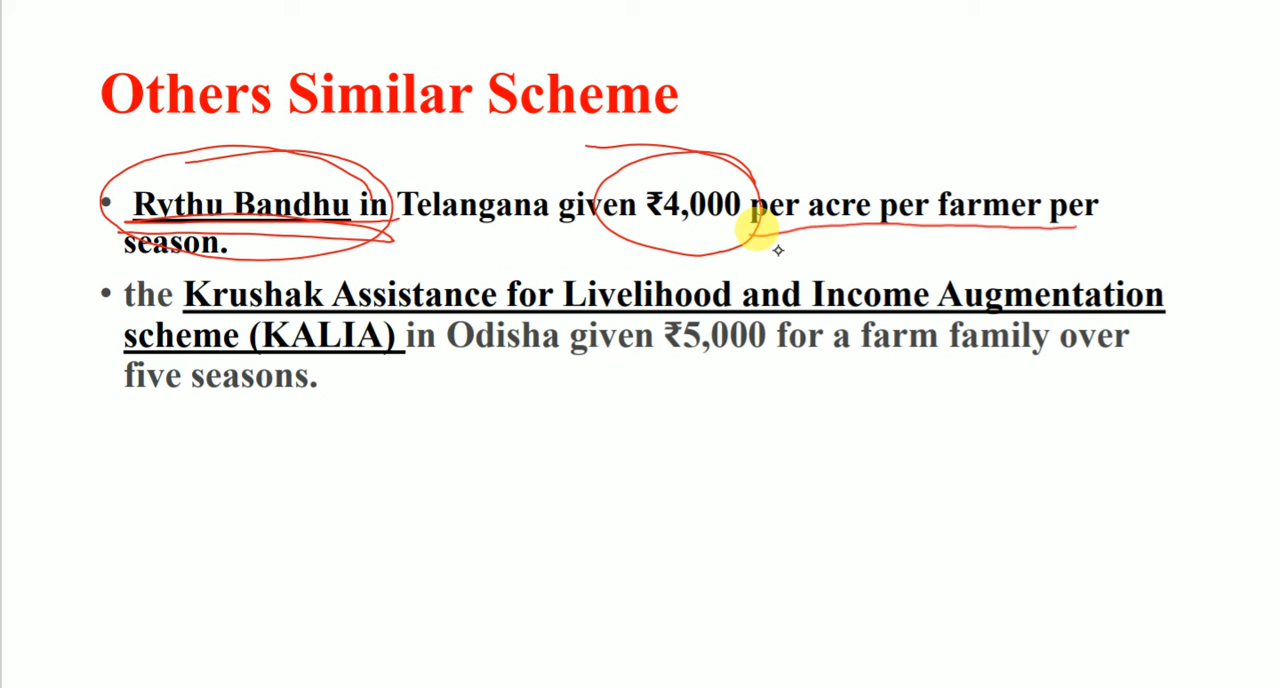 Others Similar Scheme
• Rythu Bandhu in Telangana given ₹4,000 per acre per farmer per
season.
• the Krushak Assistance for Livelihood and Income Augmentation
scheme (KALIA) in Odisha given ₹5,000 for a farm family over
five seasons.